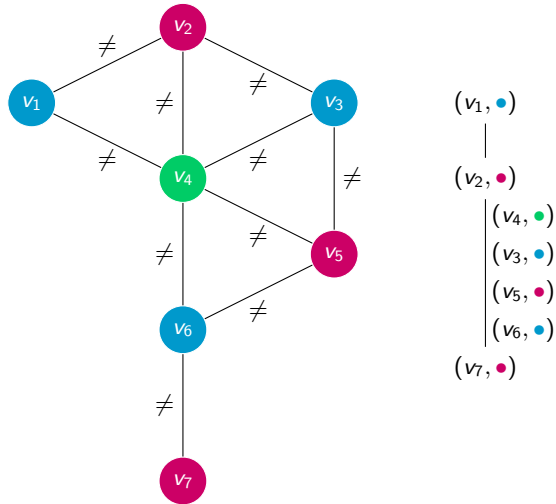 v₂
≠
≠
≠
v₁
v₃
≠
≠
v₄
≠
≠
≠
v₅
≠
v₆
≠
v₇
(v₁, •)
(v₂, •)
(v₄, •)
(v₃, •)
(v₅, •)
(v₆, •)
(v₇, •)